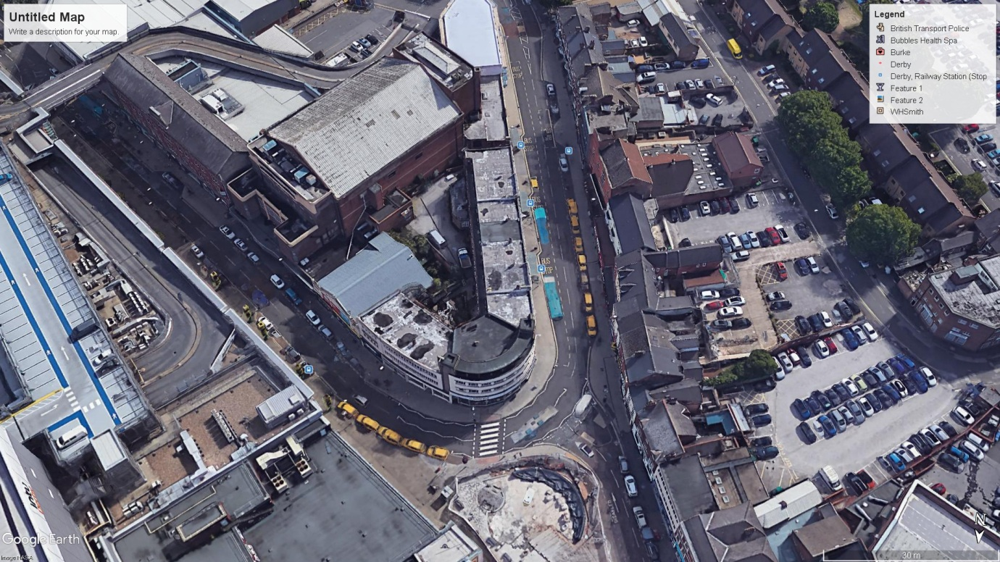 Untitled Map
Write a description for your map.
Legend
British Transport Police
Bubbles Health Spa
Burke
Derby
Derby, Railway Station (Stop
Feature 1
Feature 2
WHSmith
BUS
STOP
BUS
STOP
BUS
BUS
STOP
N
Google Earth
Image NASA
30 m